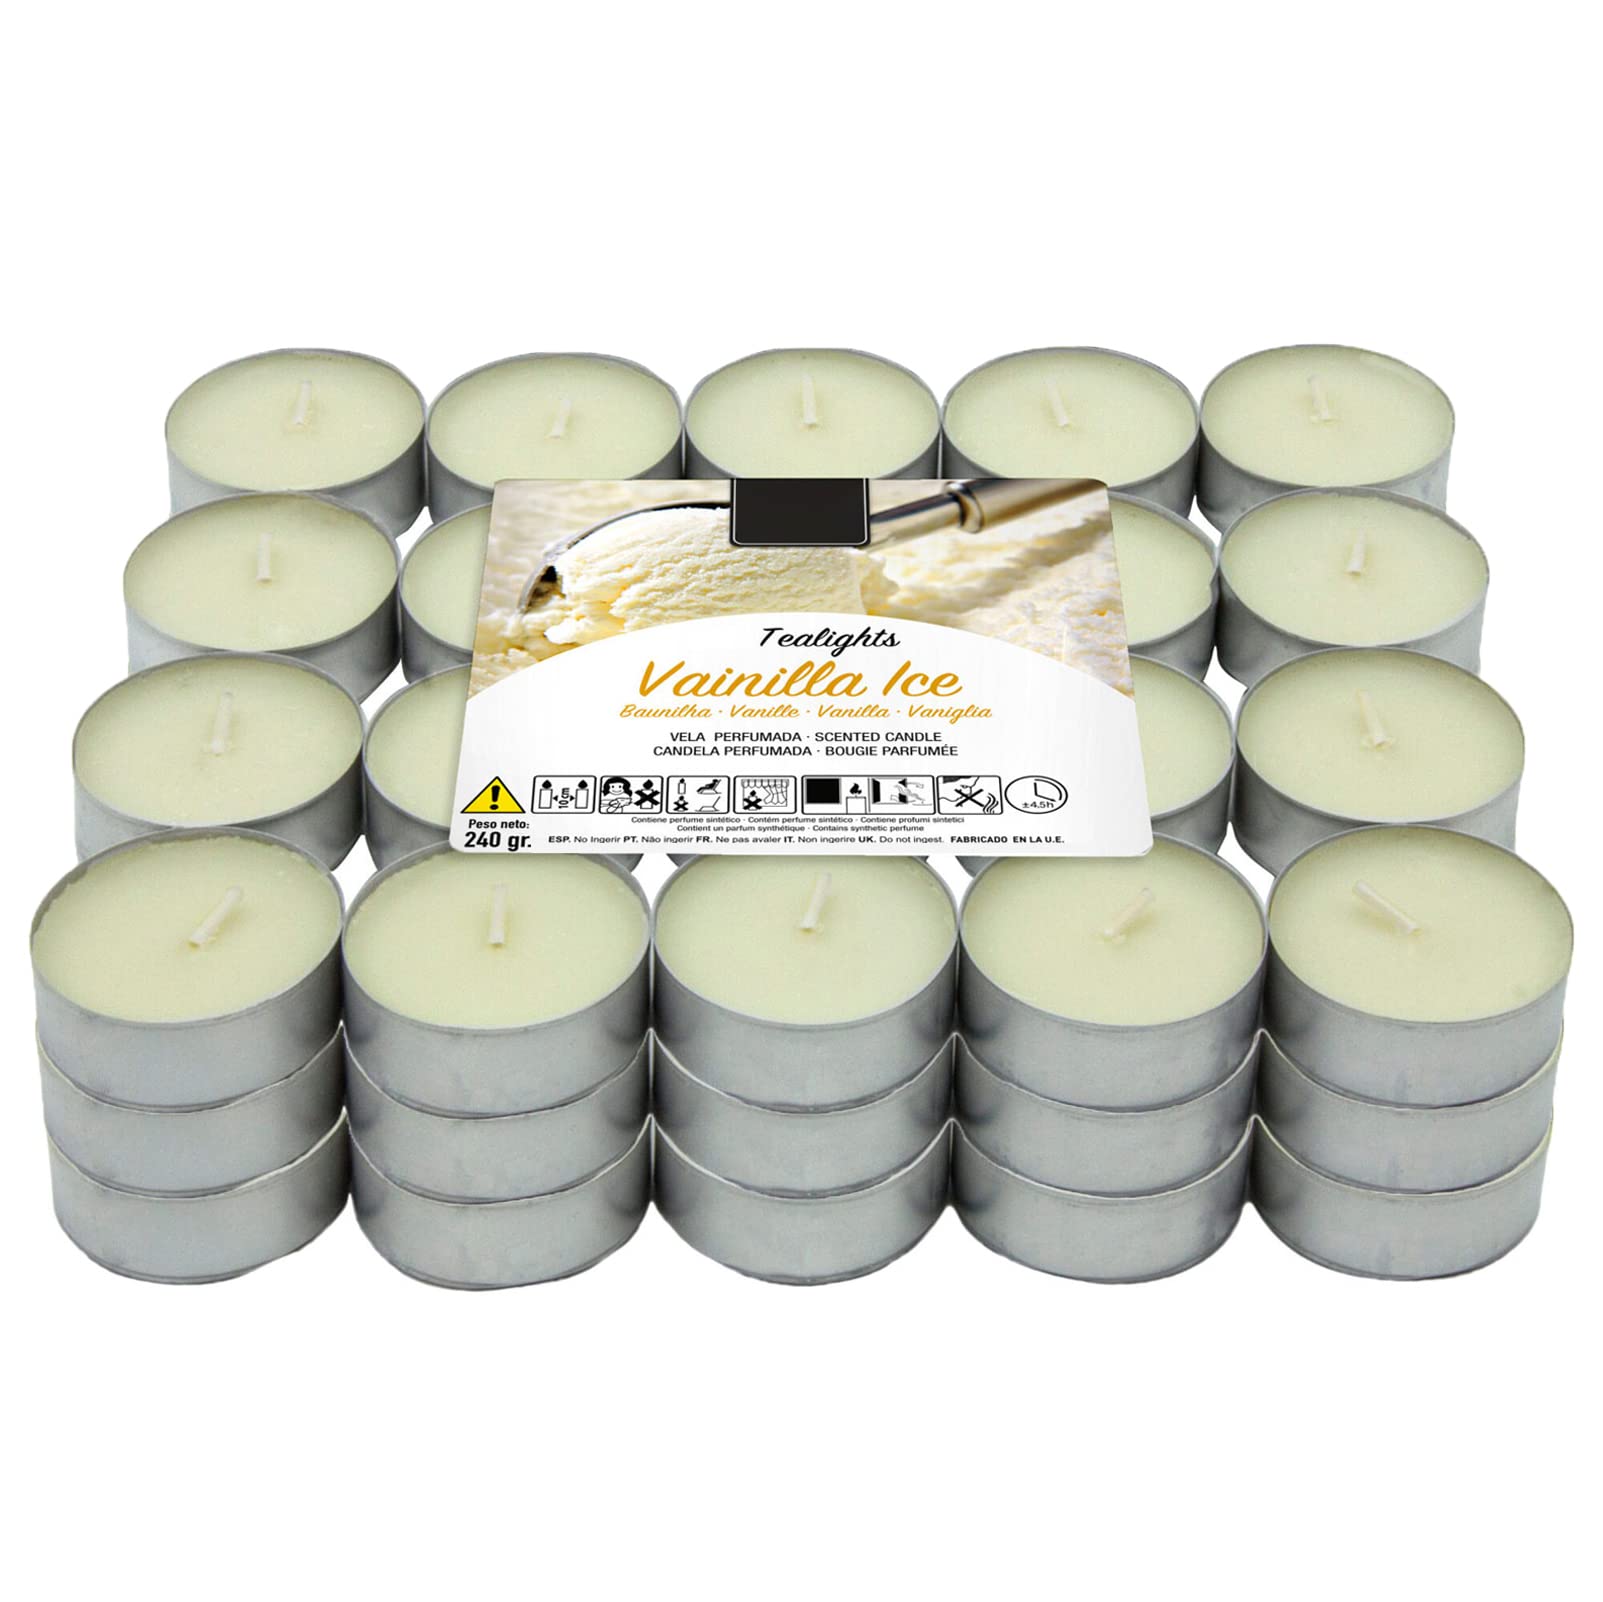 Tealights
Vainilla Ice
Baunilha · Vanille · Vanilla · Vaniglia
VELA PERFUMADA · SCENTED CANDLE
CANDELA PERFUMADA · BOUGIE PARFUMÉE
10 cm
±4,5h
Contiene perfume sintético · Contém perfume sintético · Contiene profumi sintetici
Contient un parfum synthétique · Contains synthetic perfume
Peso neto:
240 gr.
ESP. No Ingerir PT. Não ingerir FR. Ne pas avaler IT. Non ingerire UK. Do not ingest. FABRICADO EN LA U.E.